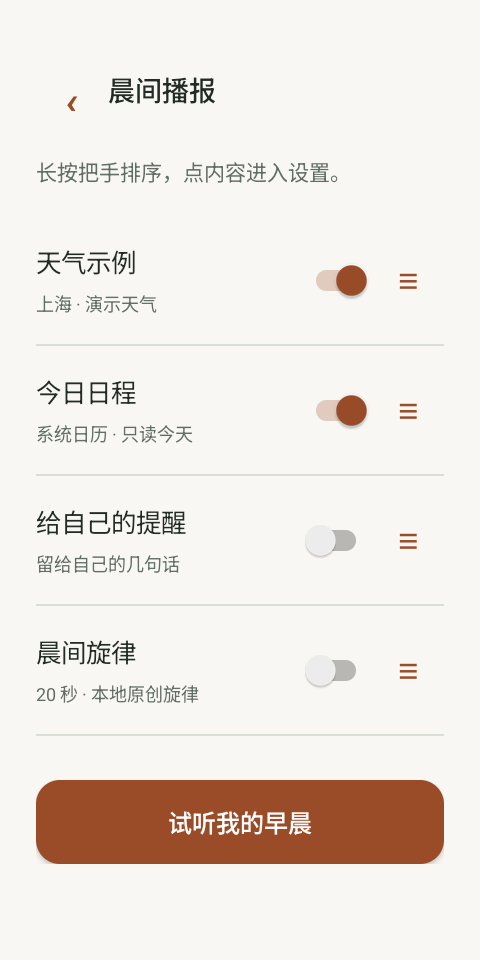 晨间播报
长按把手排序，点内容进入设置。
天气示例
上海 · 演示天气
今日日程
系统日历 · 只读今天
给自己的提醒
留给自己的几句话
晨间旋律
20 秒 · 本地原创旋律
试听我的早晨